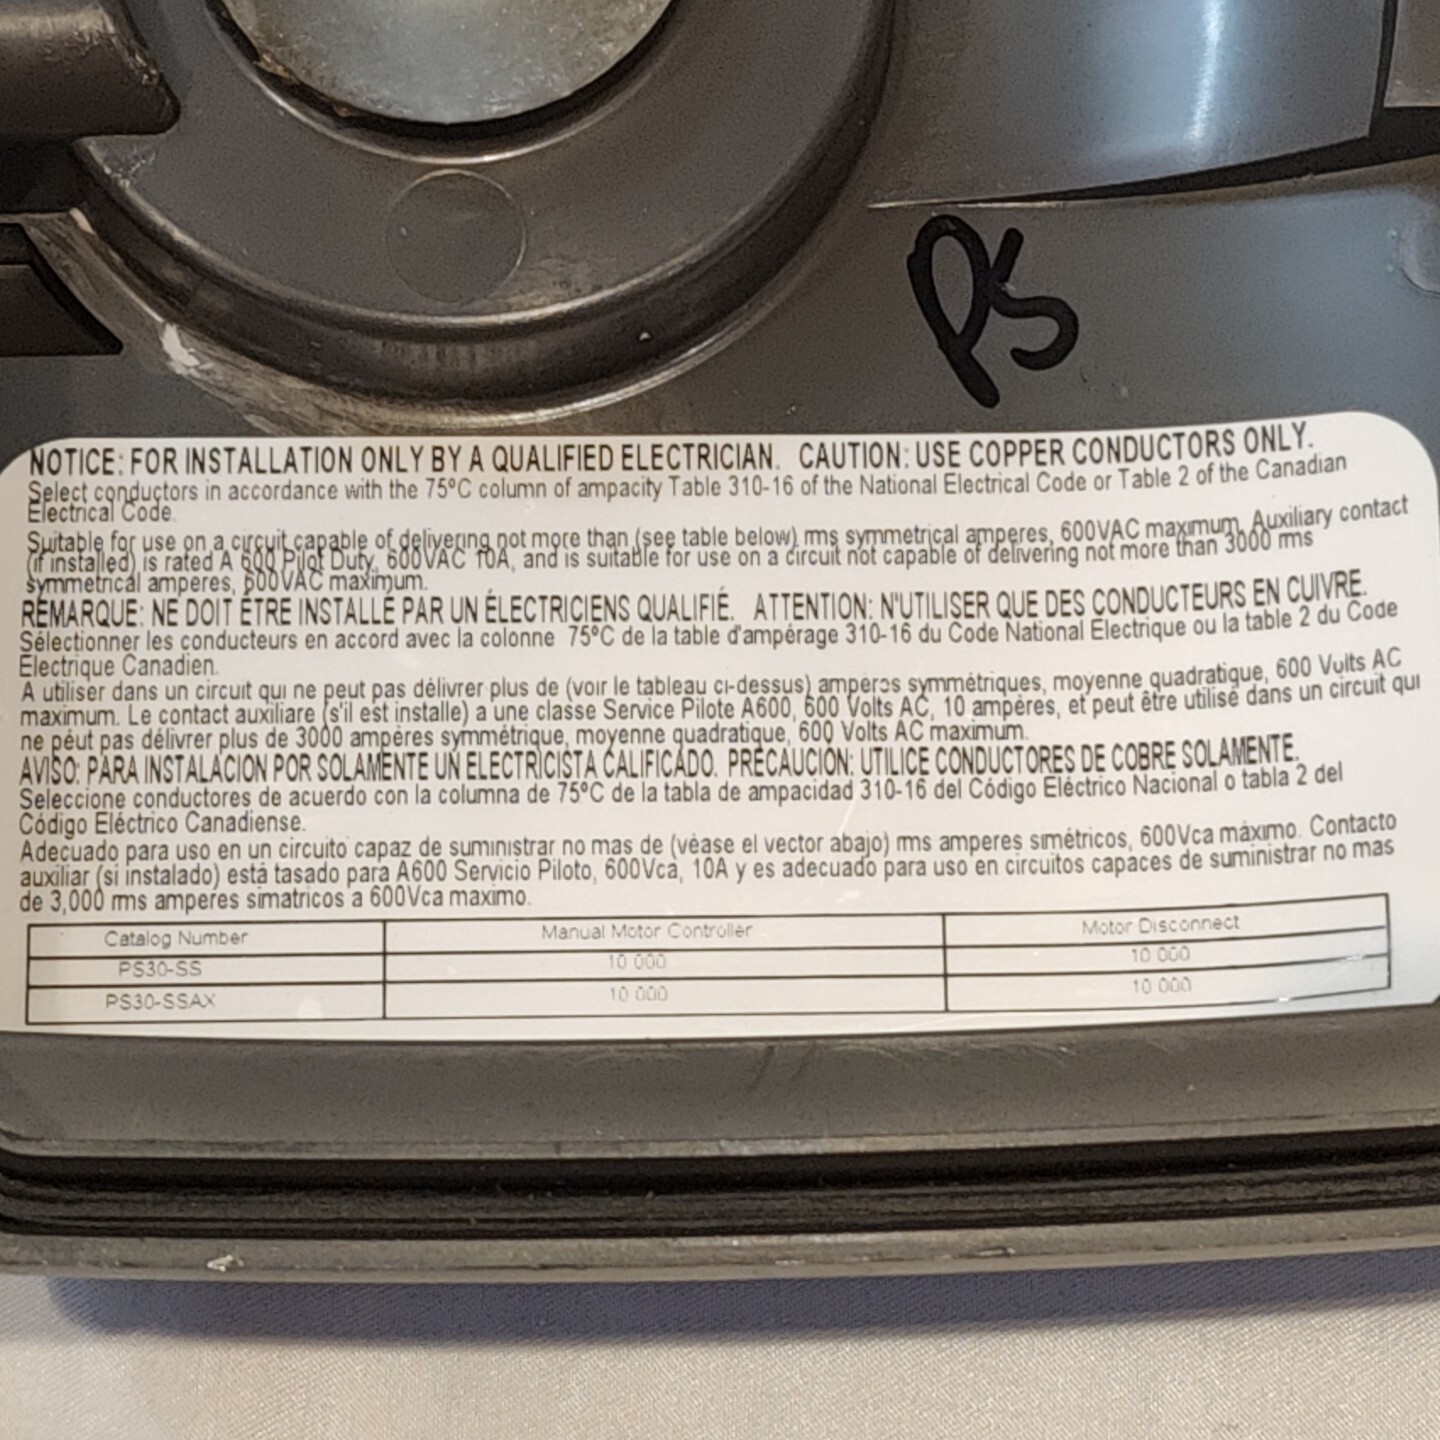 PS
NOTICE: FOR INSTALLATION ONLY BY A QUALIFIED ELECTRICIAN. CAUTION: USE COPPER CONDUCTORS ONLY.
Select conductors in accordance with the 75ºC column of ampacity Table 310-16 of the National Electrical Code or Table 2 of the Canadian
Electrical Code.
Suitable for use on a circuit capable of delivering not more than (see table below) rms symmetrical amperes, 600VAC maximum. Auxiliary contact
(if installed) is rated A 600 Pilot Duty, 600VAC 10A, and is suitable for use on a circuit not capable of delivering not more than 3000 rms
symmetrical amperes, 600VAC maximum.
REMARQUE: NE DOIT ÊTRE INSTALLÉ PAR UN ÉLECTRICIENS QUALIFIÉ. ATTENTION: N'UTILISER QUE DES CONDUCTEURS EN CUIVRE.
Sélectionner les conducteurs en accord avec la colonne 75ºC de la table d'ampérage 310-16 du Code National Electrique ou la table 2 du Code
Electrique Canadien.
A utiliser dans un circuit qui ne peut pas délivrer plus de (voir le tableau ci-dessus) ampères symmétriques, moyenne quadratique, 600 Volts AC
maximum. Le contact auxiliare (s'il est installe) a une classe Service Pilote A600, 600 Volts AC, 10 ampères, et peut être utilisé dans un circuit qui
ne péut pas délivrer plus de 3000 ampères symmétrique, moyenne quadratique, 600 Volts AC maximum.
AVISO: PARA INSTALACION POR SOLAMENTE UN ELECTRICISTA CALIFICADO. PRECAUCIÓN: UTILICE CONDUCTORES DE COBRE SOLAMENTE.
Seleccione conductores de acuerdo con la columna de 75ºC de la tabla de ampacidad 310-16 del Código Eléctrico Nacional o tabla 2 del
Código Eléctrico Canadiense.
Adecuado para uso en un circuito capaz de suministrar no mas de (véase el vector abajo) rms amperes simétricos, 600Vca máximo. Contacto
auxiliar (si instalado) está tasado para A600 Servicio Piloto, 600Vca, 10A y es adecuado para uso en circuitos capaces de suministrar no mas
de 3,000 rms amperes simatricos a 600Vca maximo.
Catalog Number Manual Motor Controller Motor Disconnect
PS30-SS 10 000 10 000
PS30-SSAX 10 000 10 000